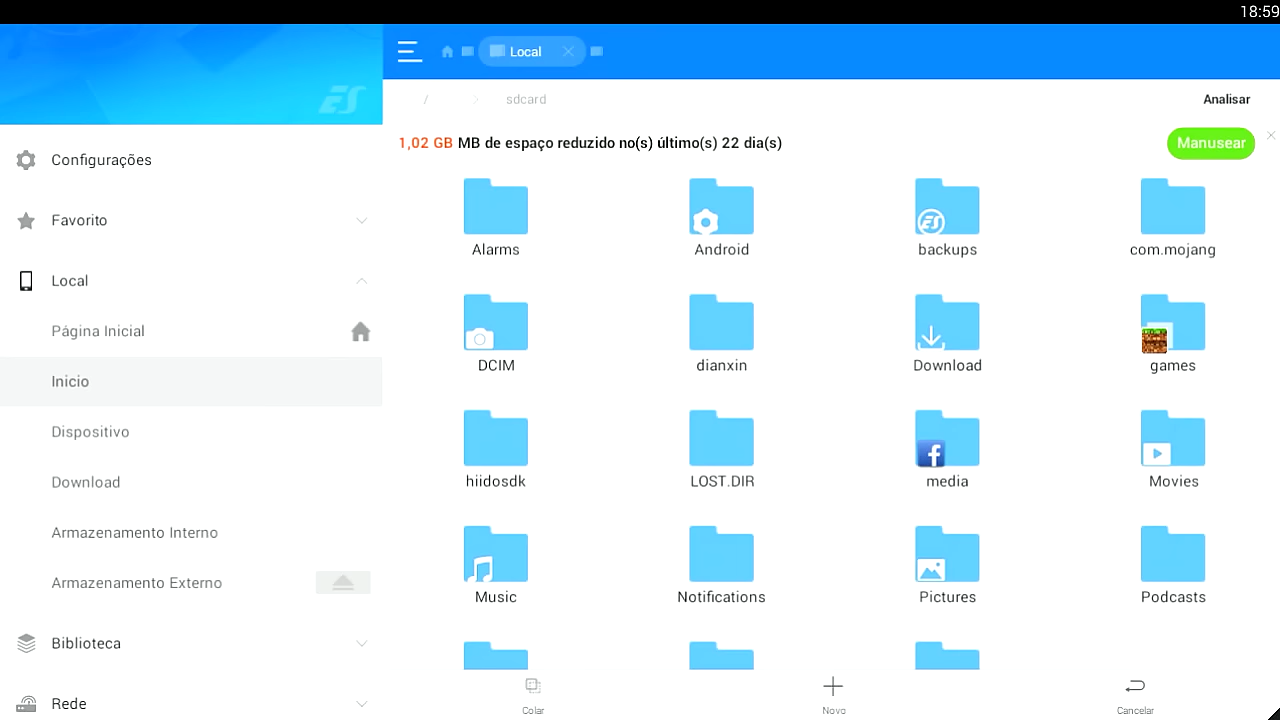 18:59
ES
Local
/ sdcard
Analisar
1,02 GB MB de espaço reduzido no(s) último(s) 22 dia(s)
Manusear
Configurações
Favorito
Local
Página Inicial
Inicio
Dispositivo
Download
Armazenamento Interno
Armazenamento Externo
Biblioteca
Rede
Alarms
Android
backups
com.mojang
DCIM
dianxin
Download
games
hiidosdk
LOST.DIR
media
Movies
Music
Notifications
Pictures
Podcasts
Colar
Novo
Cancelar